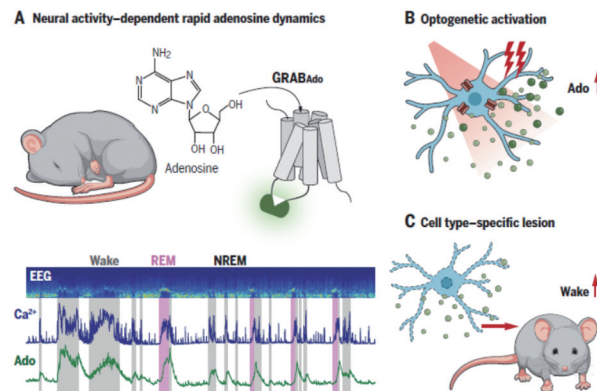 A Neural activity–dependent rapid adenosine dynamics
NH₂
N
N
N
N
O
OH
OH OH
Adenosine
GRABAdo
Wake REM NREM
EEG
Ca²⁺
Ado
B Optogenetic activation
Ado
C Cell type–specific lesion
Wake